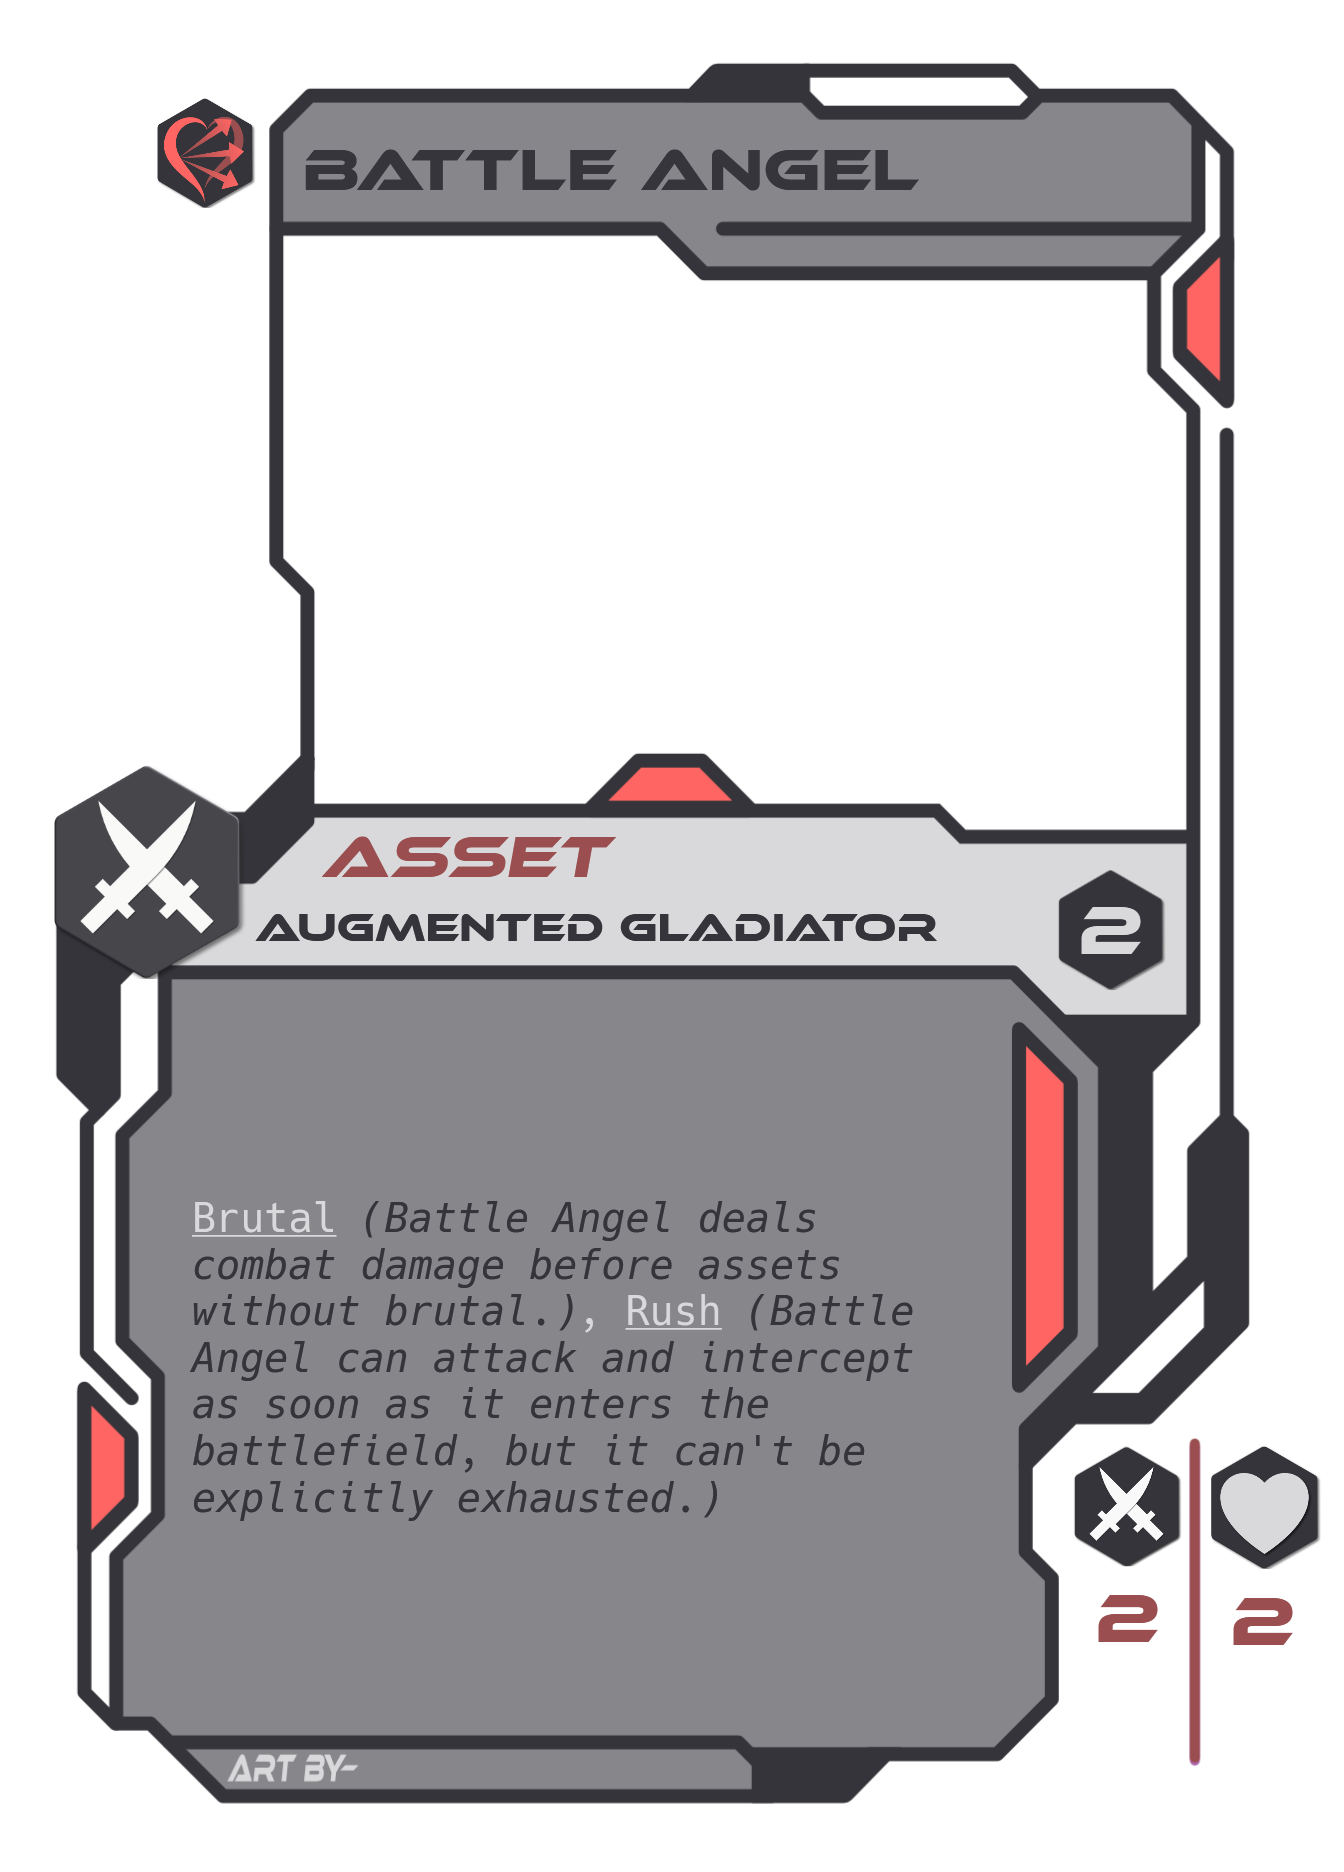 BATTLE ANGEL
ASSET
AUGMENTED GLADIATOR
2
Brutal (Battle Angel deals
combat damage before assets
without brutal.), Rush (Battle
Angel can attack and intercept
as soon as it enters the
battlefield, but it can't be
explicitly exhausted.)
2 2
ART BY-